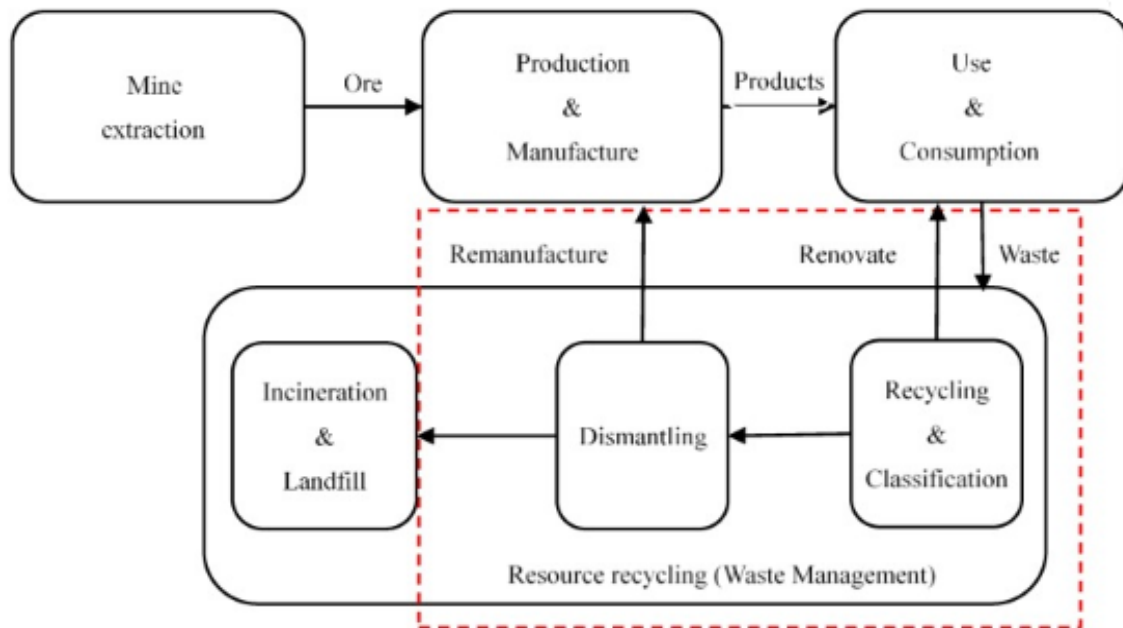 Mine
extraction
Ore
Production
&
Manufacture
Products
Use
&
Consumption
Remanufacture
Renovate
Waste
Incineration
&
Landfill
Dismantling
Recycling
&
Classification
Resource recycling (Waste Management)